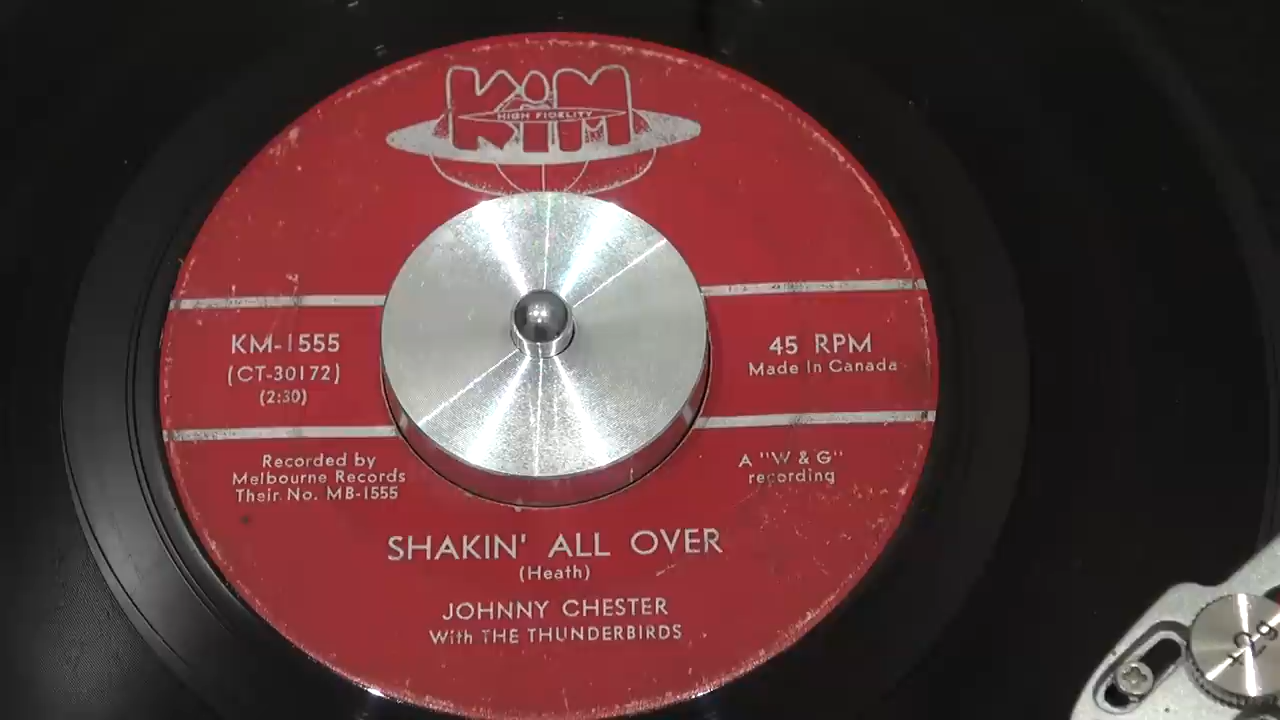 KiM
HIGH FIDELITY
KM-1555
(CT-30172)
(2:30)
45 RPM
Made In Canada
Recorded by
Melbourne Records
Their No. MB-1555
A "W & G"
recording
SHAKIN' ALL OVER
(Heath)
JOHNNY CHESTER
With THE THUNDERBIRDS